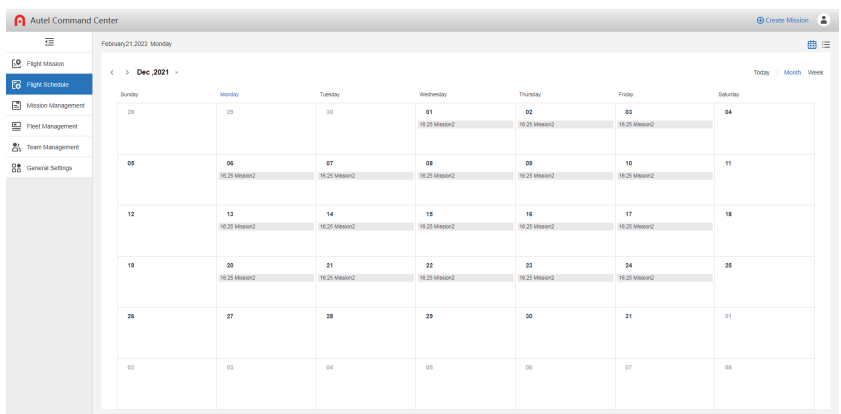 Autel Command Center
Create Mission
February21,2022 Monday
Flight Mission
Flight Schedule
Mission Management
Fleet Management
Team Management
General Settings
Dec ,2021
Today Month Week
Sunday Monday Tuesday Wednesday Thursday Friday Saturday
28 29 30 01 02 03 04
16:25 Mission2 16:25 Mission2 16:25 Mission2
05 06 07 08 09 10 11
16:25 Mission2 16:25 Mission2 16:25 Mission2 16:25 Mission2 16:25 Mission2
12 13 14 15 16 17 18
16:25 Mission2 16:25 Mission2 16:25 Mission2 16:25 Mission2 16:25 Mission2
19 20 21 22 23 24 25
16:25 Mission2 16:25 Mission2 16:25 Mission2 16:25 Mission2 16:25 Mission2
26 27 28 29 30 31 01
02 03 04 05 06 07 08